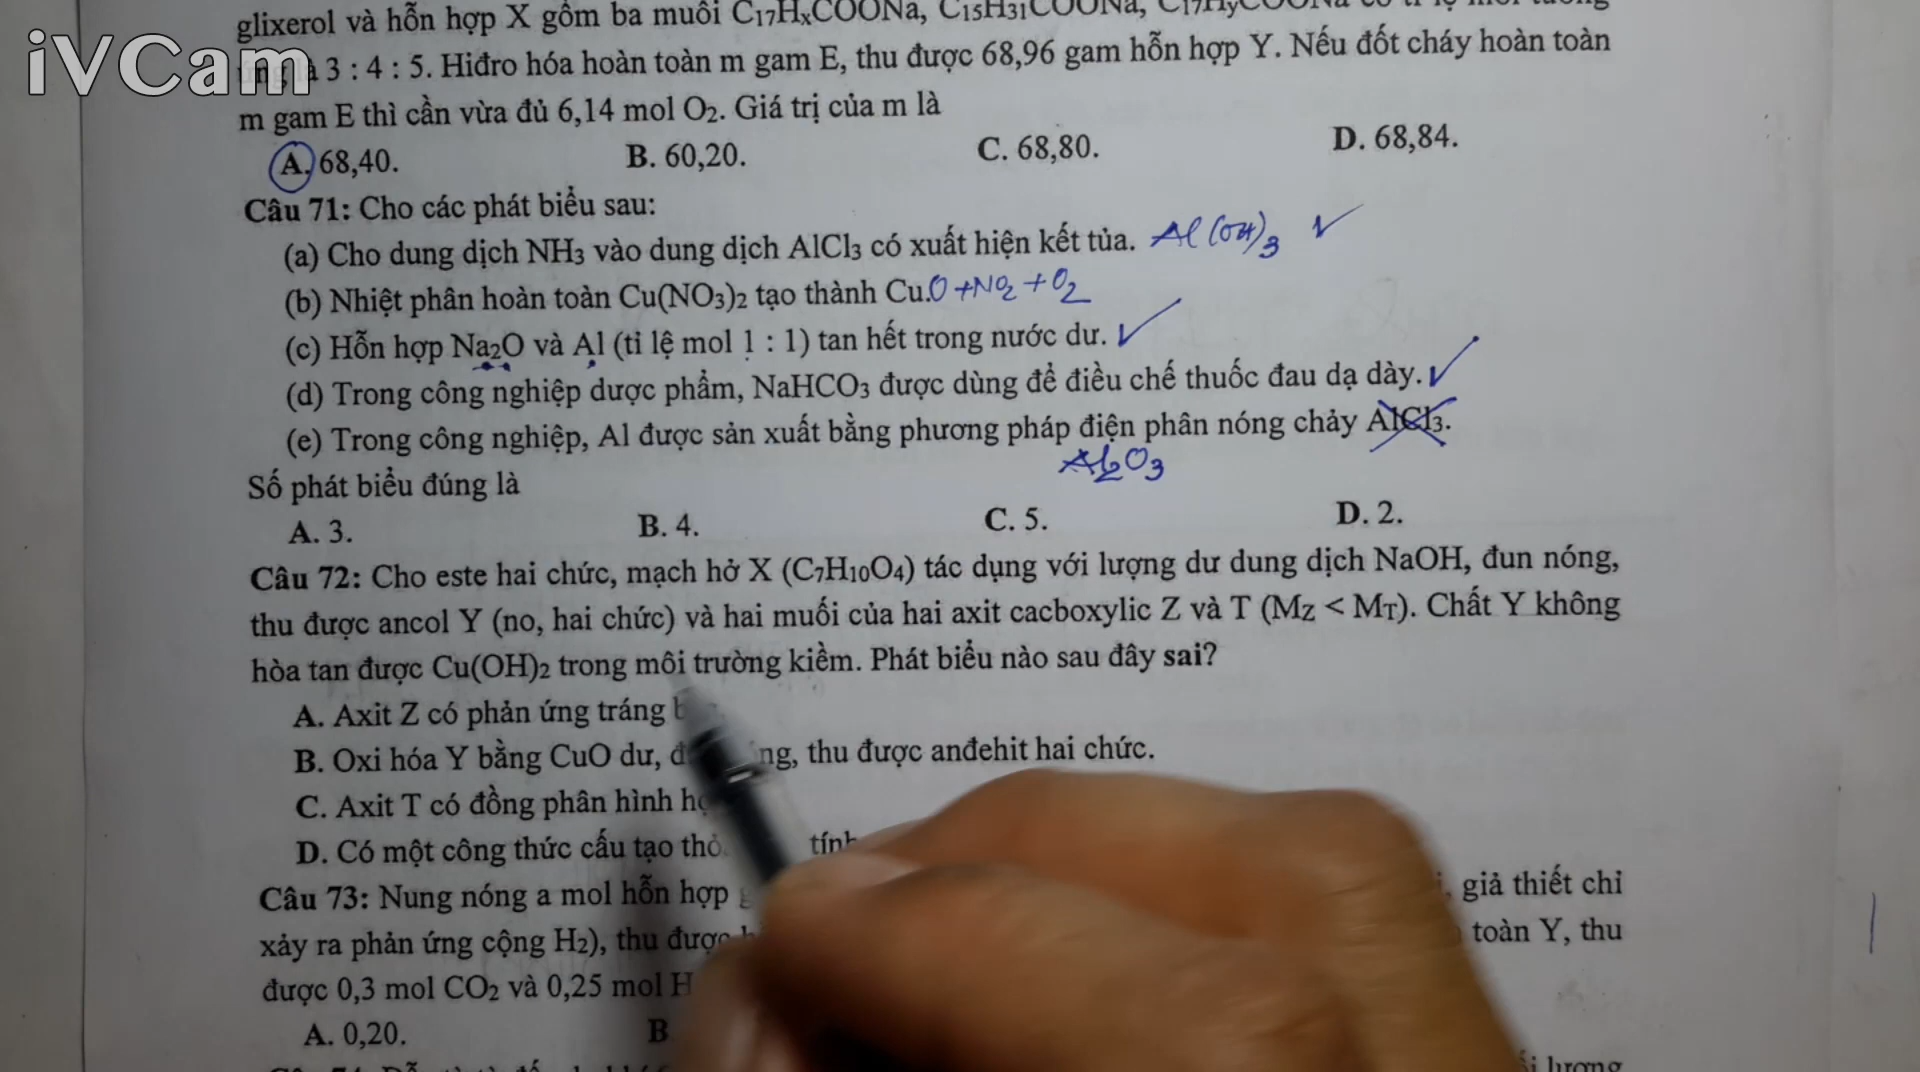 iVCam
glixerol và hỗn hợp X gồm ba muối C17HxCOONa, C15H31COONa, C17HyCOONa có tỉ lệ mol tương
ứng là 3 : 4 : 5. Hiđro hóa hoàn toàn m gam E, thu được 68,96 gam hỗn hợp Y. Nếu đốt cháy hoàn toàn
m gam E thì cần vừa đủ 6,14 mol O2. Giá trị của m là
A. 68,40. B. 60,20. C. 68,80. D. 68,84.
Câu 71: Cho các phát biểu sau:
(a) Cho dung dịch NH3 vào dung dịch AlCl3 có xuất hiện kết tủa. Al(OH)3 ✓
(b) Nhiệt phân hoàn toàn Cu(NO3)2 tạo thành Cu.O + NO2 + O2
(c) Hỗn hợp Na2O và Al (tỉ lệ mol 1 : 1) tan hết trong nước dư. ✓
(d) Trong công nghiệp dược phẩm, NaHCO3 được dùng để điều chế thuốc đau dạ dày. ✓
(e) Trong công nghiệp, Al được sản xuất bằng phương pháp điện phân nóng chảy AlCl3.
Al2O3
Số phát biểu đúng là
A. 3. B. 4. C. 5. D. 2.
Câu 72: Cho este hai chức, mạch hở X (C7H10O4) tác dụng với lượng dư dung dịch NaOH, đun nóng,
thu được ancol Y (no, hai chức) và hai muối của hai axit cacboxylic Z và T (MZ < MT). Chất Y không
hòa tan được Cu(OH)2 trong môi trường kiềm. Phát biểu nào sau đây sai?
A. Axit Z có phản ứng tráng
B. Oxi hóa Y bằng CuO dư, thu được anđehit hai chức.
C. Axit T có đồng phân hình
D. Có một công thức cấu tạo tính
Câu 73: Nung nóng a mol hỗn hợp giả thiết chỉ
xảy ra phản ứng cộng H2), thu được toàn Y, thu
được 0,3 mol CO2 và 0,25 mol H
A. 0,20. B
lượng